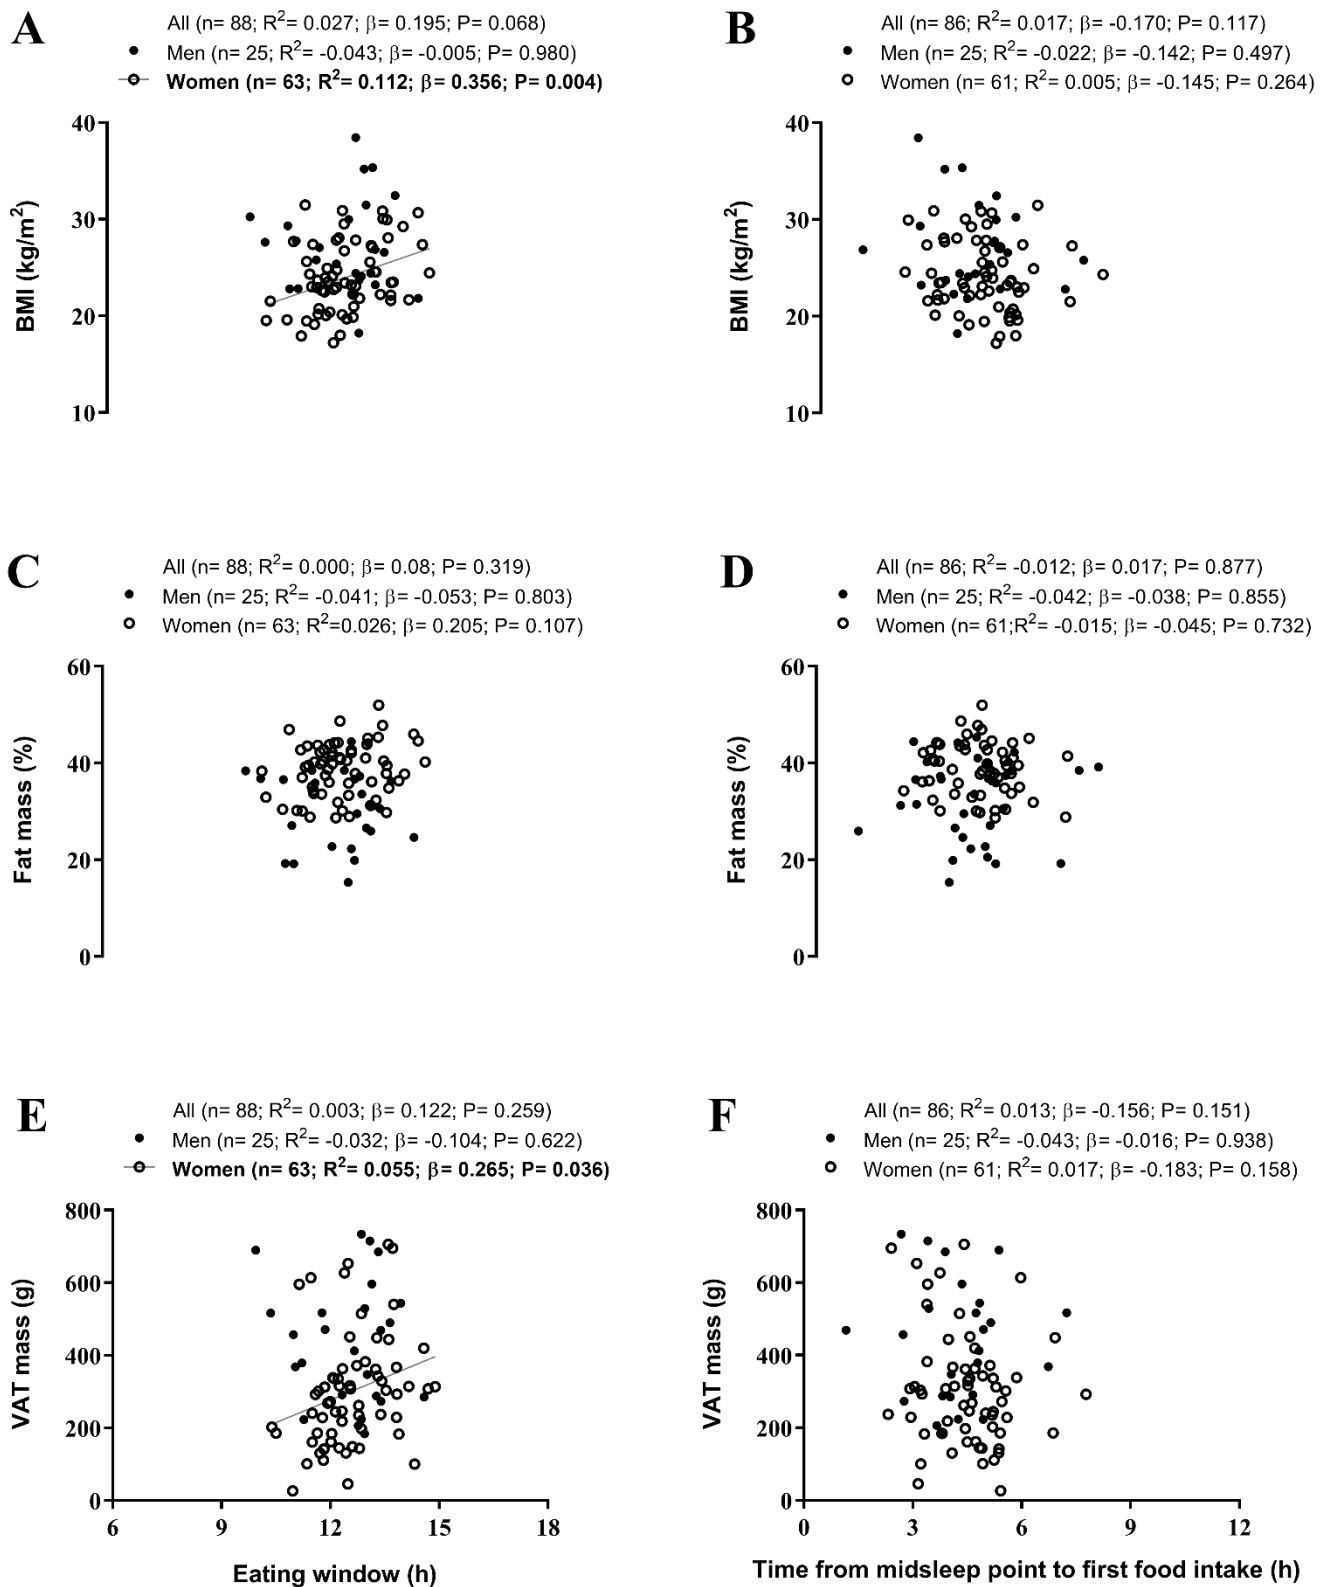 A
All (n= 88; R2= 0.027; β= 0.195; P= 0.068)
Men (n= 25; R2= -0.043; β= -0.005; P= 0.980)
Women (n= 63; R2= 0.112; β= 0.356; P= 0.004)
40
30
20
10
BMI (kg/m2)
B
All (n= 86; R2= 0.017; β= -0.170; P= 0.117)
Men (n= 25; R2= -0.022; β= -0.142; P= 0.497)
Women (n= 61; R2= 0.005; β= -0.145; P= 0.264)
40
30
20
10
BMI (kg/m2)
C
All (n= 88; R2= 0.000; β= 0.08; P= 0.319)
Men (n= 25; R2= -0.041; β= -0.053; P= 0.803)
Women (n= 63; R2=0.026; β= 0.205; P= 0.107)
60
40
20
0
Fat mass (%)
D
All (n= 86; R2= -0.012; β= 0.017; P= 0.877)
Men (n= 25; R2= -0.042; β= -0.038; P= 0.855)
Women (n= 61;R2= -0.015; β= -0.045; P= 0.732)
60
40
20
0
Fat mass (%)
E
All (n= 88; R2= 0.003; β= 0.122; P= 0.259)
Men (n= 25; R2= -0.032; β= -0.104; P= 0.622)
Women (n= 63; R2= 0.055; β= 0.265; P= 0.036)
800
600
400
200
0
VAT mass (g)
6 9 12 15 18
Eating window (h)
F
All (n= 86; R2= 0.013; β= -0.156; P= 0.151)
Men (n= 25; R2= -0.043; β= -0.016; P= 0.938)
Women (n= 61; R2= 0.017; β= -0.183; P= 0.158)
800
600
400
200
0
VAT mass (g)
0 3 6 9 12
Time from midsleep point to first food intake (h)